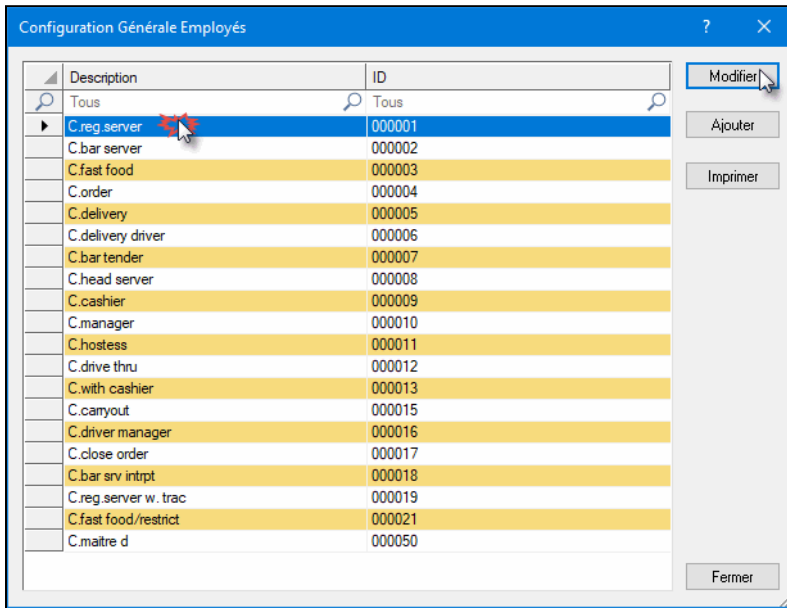 Configuration Générale Employés ? ×
Description ID
Tous Tous
C.reg.server 000001
C.bar server 000002
C.fast food 000003
C.order 000004
C.delivery 000005
C.delivery driver 000006
C.bar tender 000007
C.head server 000008
C.cashier 000009
C.manager 000010
C.hostess 000011
C.drive thru 000012
C.with cashier 000013
C.carryout 000015
C.driver manager 000016
C.close order 000017
C.bar srv intrpt 000018
C.reg.server w. trac 000019
C.fast food/restrict 000021
C.maitre d 000050
Modifier
Ajouter
Imprimer
Fermer